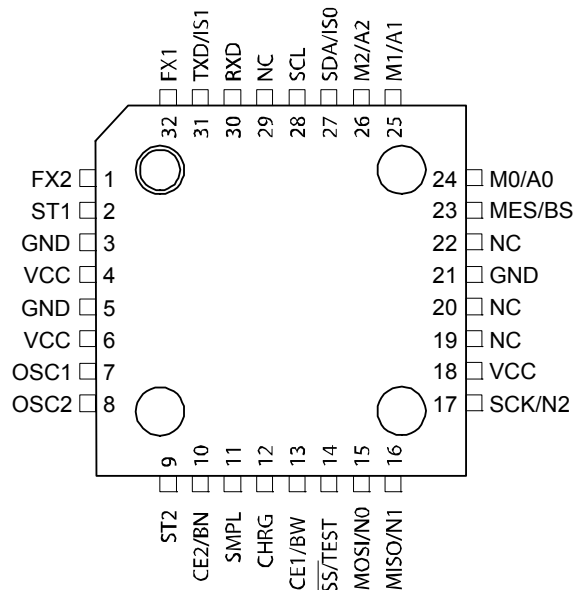 FX1 TXD/IS1 RXD NC SCL SDA/IS0 M2/A2 M1/A1
32 31 30 29 28 27 26 25
FX2 1
ST1 2
GND 3
VCC 4
GND 5
VCC 6
OSC1 7
OSC2 8
24 M0/A0
23 MES/BS
22 NC
21 GND
20 NC
19 NC
18 VCC
17 SCK/N2
9 10 11 12 13 14 15 16
ST2 CE2/BN SMPL CHRG CE1/BW S̅S̅/TEST MOSI/N0 MISO/N1